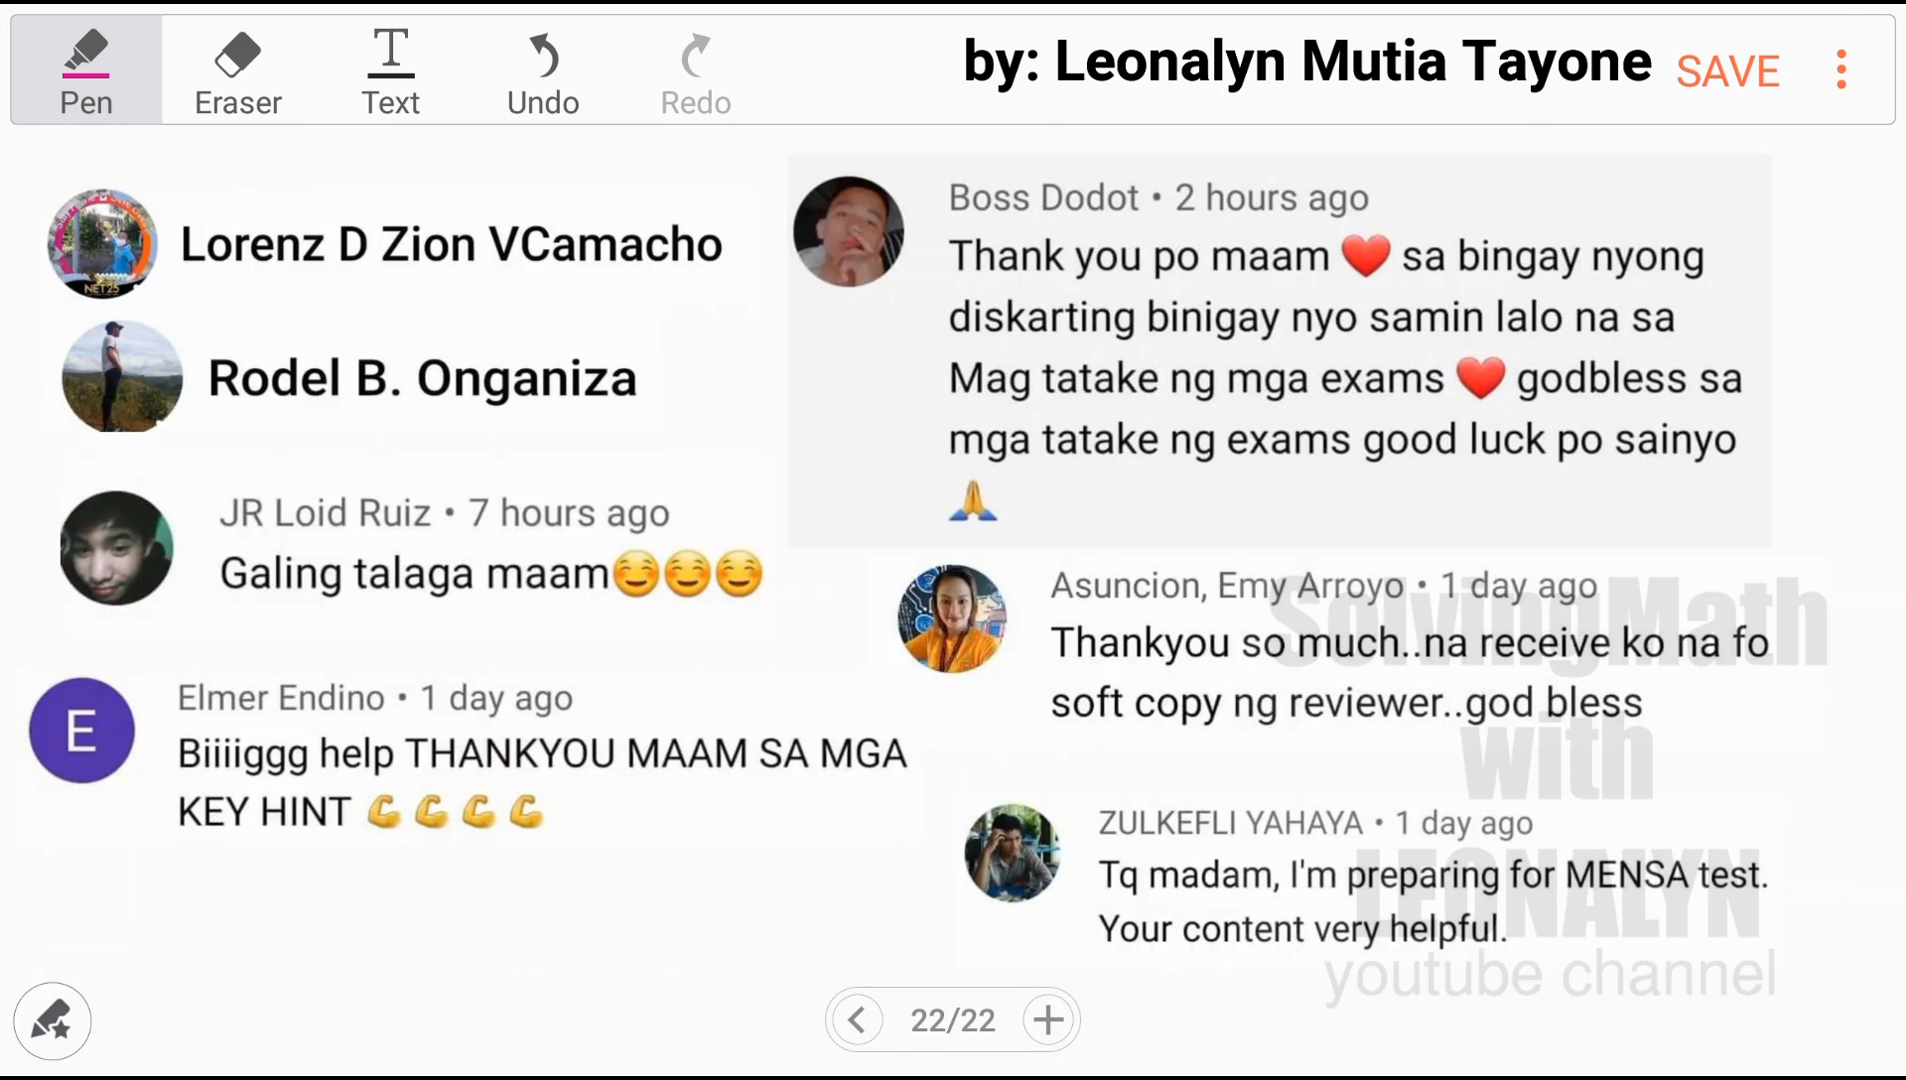 Pen
Eraser
Text
Undo
Redo
by: Leonalyn Mutia Tayone
SAVE
Lorenz D Zion VCamacho
NET25
Rodel B. Onganiza
JR Loid Ruiz • 7 hours ago
Galing talaga maam☺️☺️☺️
E
Elmer Endino • 1 day ago
Biiiiggg help THANKYOU MAAM SA MGA
KEY HINT 💪 💪 💪 💪
Boss Dodot • 2 hours ago
Thank you po maam ❤️ sa bingay nyong
diskarting binigay nyo samin lalo na sa
Mag tatake ng mga exams ❤️ godbless sa
mga tatake ng exams good luck po sainyo
🙏
Asuncion, Emy Arroyo • 1 day ago
Thankyou so much..na receive ko na fo
soft copy ng reviewer..god bless
ZULKEFLI YAHAYA • 1 day ago
Tq madam, I'm preparing for MENSA test.
Your content very helpful.
SolvingMath
with
LEONALYN
youtube channel
22/22